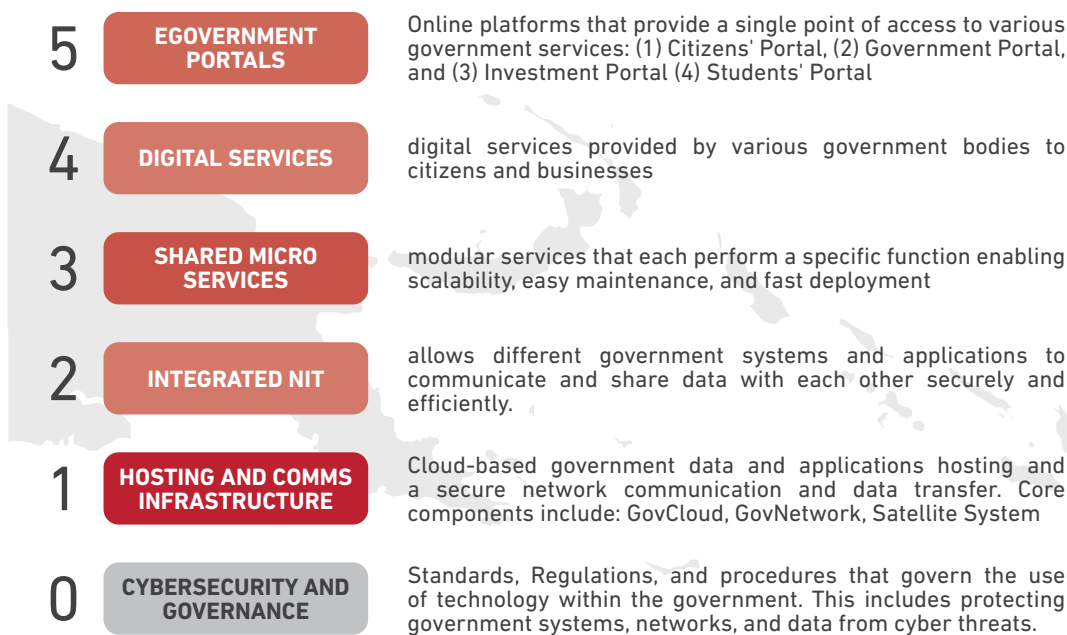 5
EGOVERNMENT
PORTALS
Online platforms that provide a single point of access to various
government services: (1) Citizens' Portal, (2) Government Portal,
and (3) Investment Portal (4) Students' Portal
4
DIGITAL SERVICES
digital services provided by various government bodies to
citizens and businesses
3
SHARED MICRO
SERVICES
modular services that each perform a specific function enabling
scalability, easy maintenance, and fast deployment
2
INTEGRATED NIT
allows different government systems and applications to
communicate and share data with each other securely and
efficiently.
1
HOSTING AND COMMS
INFRASTRUCTURE
Cloud-based government data and applications hosting and
a secure network communication and data transfer. Core
components include: GovCloud, GovNetwork, Satellite System
0
CYBERSECURITY AND
GOVERNANCE
Standards, Regulations, and procedures that govern the use
of technology within the government. This includes protecting
government systems, networks, and data from cyber threats.